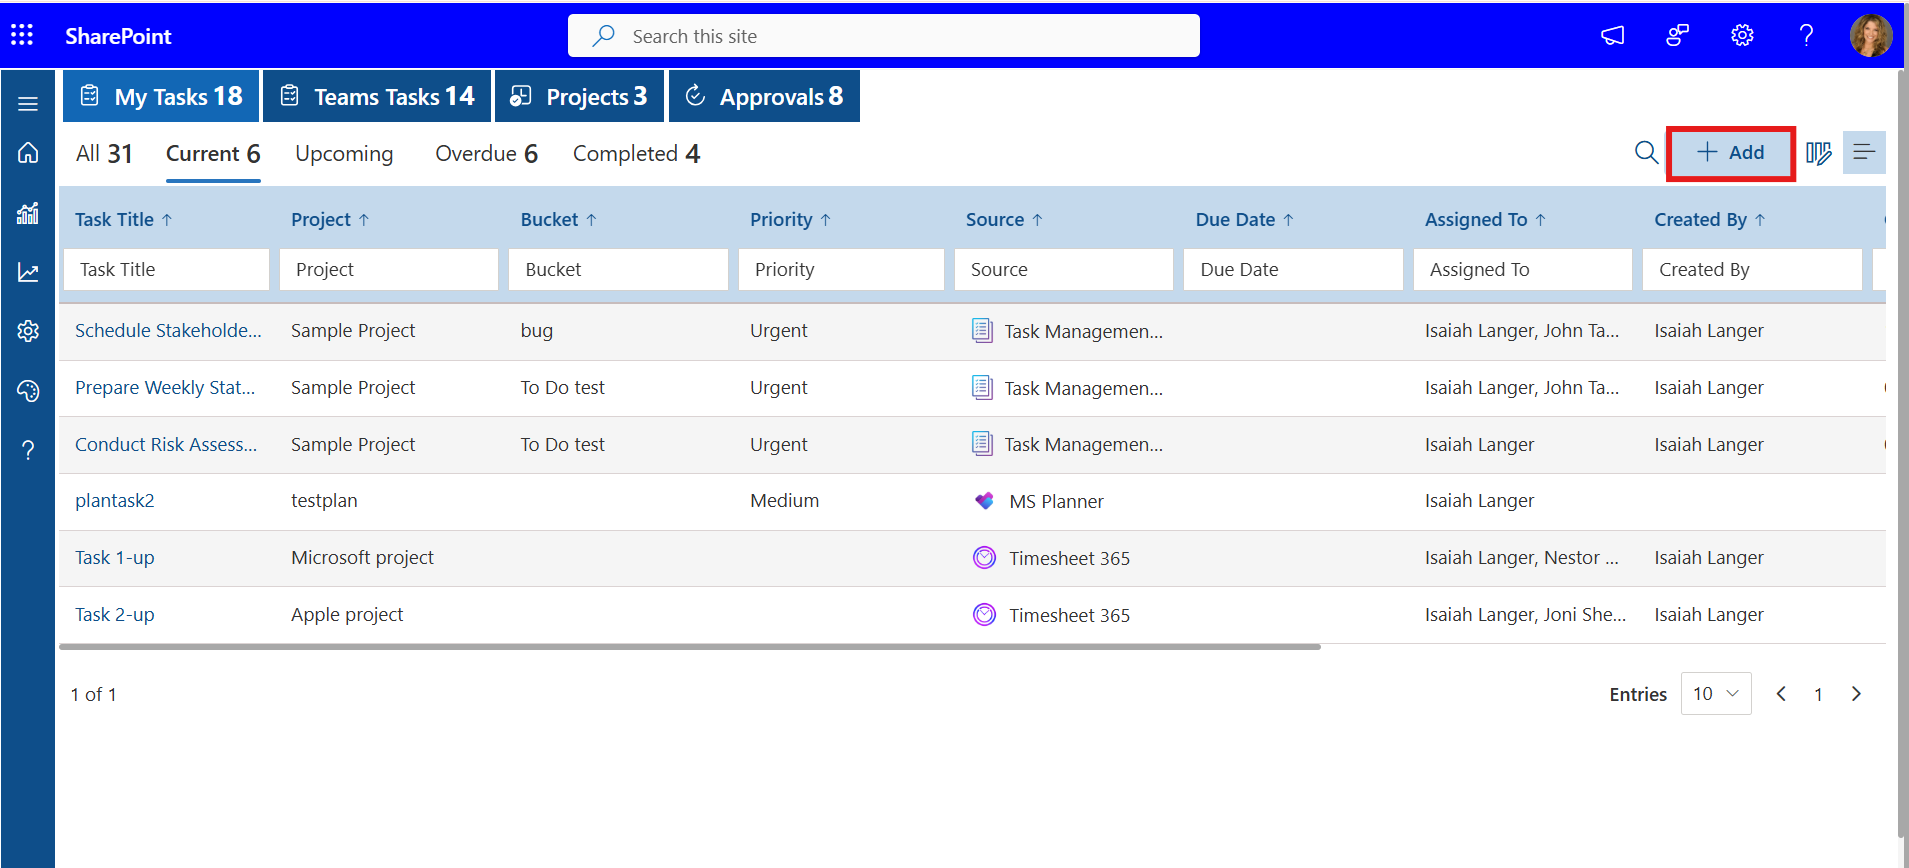 SharePoint Search this site
My Tasks 18 Teams Tasks 14 Projects 3 Approvals 8
All 31 Current 6 Upcoming Overdue 6 Completed 4 + Add
Task Title ↑ Project ↑ Bucket ↑ Priority ↑ Source ↑ Due Date ↑ Assigned To ↑ Created By ↑
Task Title Project Bucket Priority Source Due Date Assigned To Created By
Schedule Stakeholde... Sample Project bug Urgent Task Managemen... Isaiah Langer, John Ta... Isaiah Langer
Prepare Weekly Stat... Sample Project To Do test Urgent Task Managemen... Isaiah Langer, John Ta... Isaiah Langer
Conduct Risk Assess... Sample Project To Do test Urgent Task Managemen... Isaiah Langer Isaiah Langer
plantask2 testplan Medium MS Planner Isaiah Langer
Task 1-up Microsoft project Timesheet 365 Isaiah Langer, Nestor ... Isaiah Langer
Task 2-up Apple project Timesheet 365 Isaiah Langer, Joni She... Isaiah Langer
1 of 1 Entries 10 1